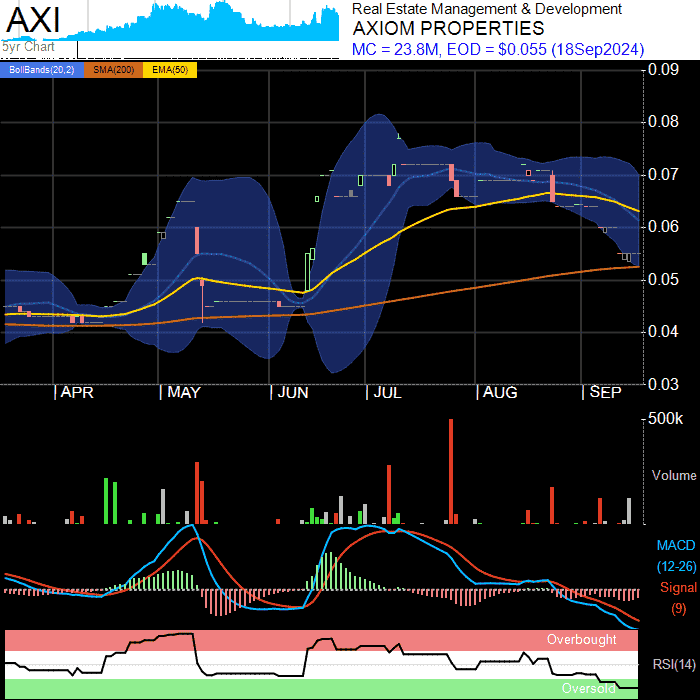 AXI
Real Estate Management & Development
AXIOM PROPERTIES
5yr Chart
MC = 23.8M, EOD = $0.055 (18Sep2024)
BollBands(20,2) SMA(200) EMA(50)
0.09
0.08
0.07
0.06
0.05
0.04
0.03
APR MAY JUN JUL AUG SEP
500k
Volume
MACD
(12-26)
Signal
(9)
Overbought
RSI(14)
Oversold